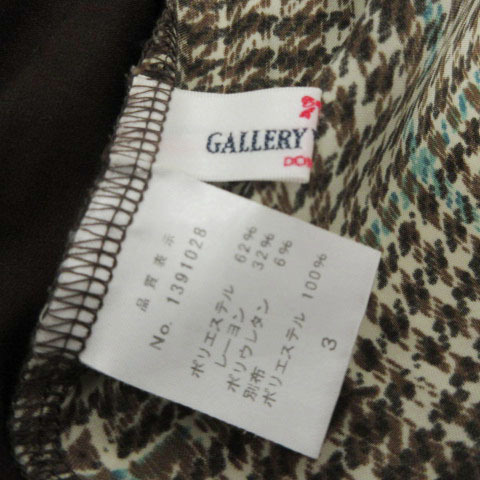 GALLERY
品質表示
No. 1391028
ポリエステル 62%
レーヨン 32%
ポリウレタン 6%
別布
ポリエステル 100%
3